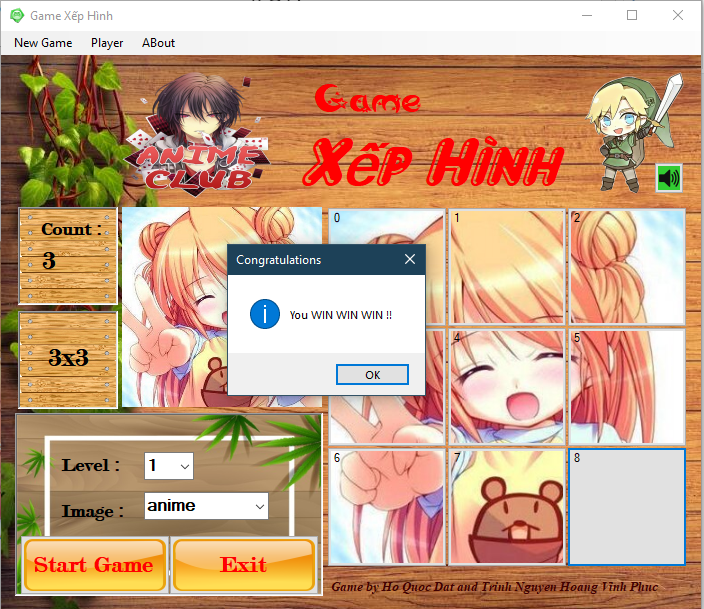 Game Xếp Hình
New Game Player ABout
Game
Xếp Hình
ANIME
CLUB
Count :
3
3x3
0 1 2
Congratulations
You WIN WIN WIN !!
OK
4 5
6 7 8
Level : 1
Image : anime
Start Game Exit
Game by Ho Quoc Dat and Trinh Nguyen Hoang Vinh Phuc